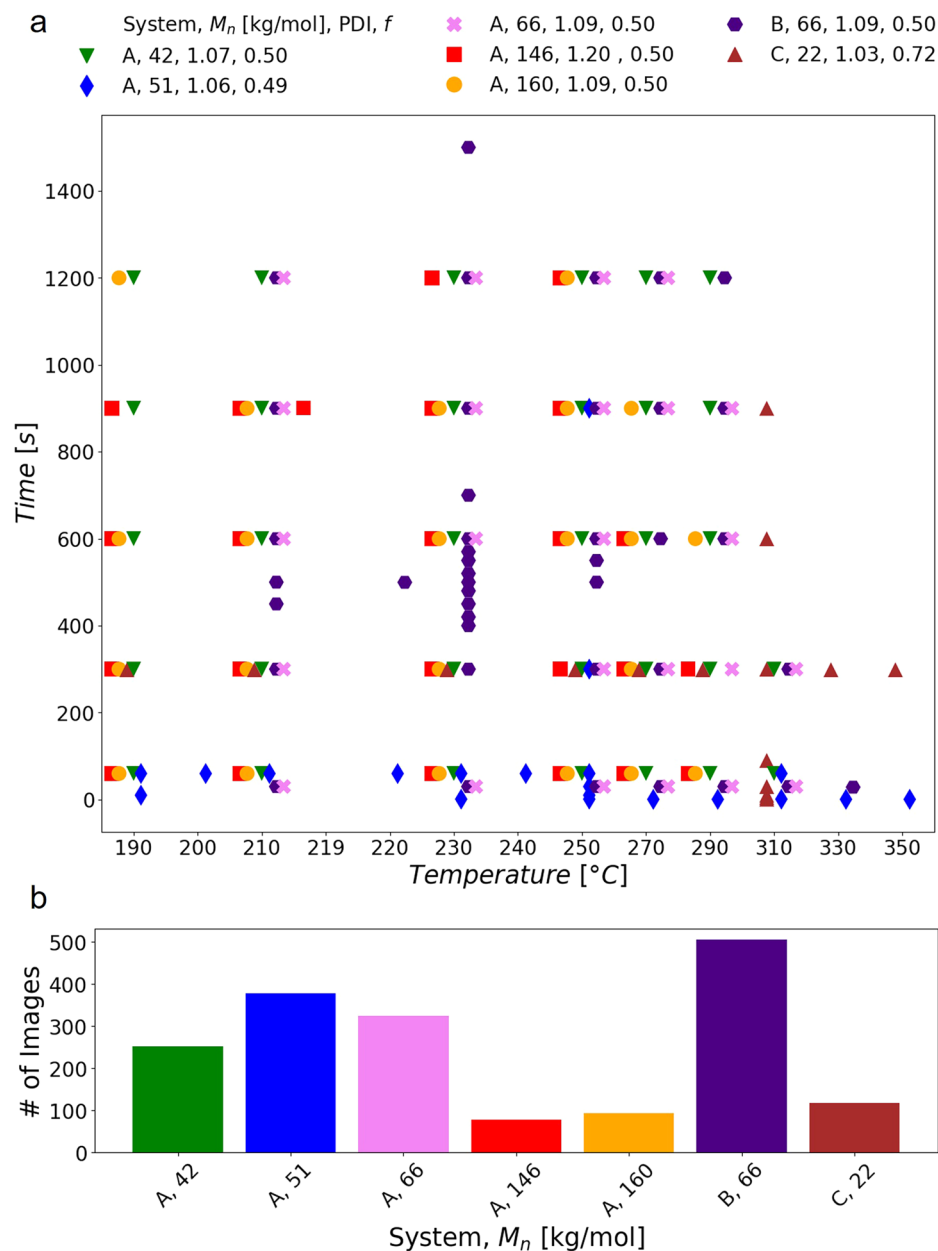 a
System, Mn [kg/mol], PDI, f
A, 42, 1.07, 0.50
A, 51, 1.06, 0.49
A, 66, 1.09, 0.50
A, 146, 1.20 , 0.50
A, 160, 1.09, 0.50
B, 66, 1.09, 0.50
C, 22, 1.03, 0.72
Time [s]
1400
1200
1000
800
600
400
200
0
190 200 210 219 220 230 240 250 270 290 310 330 350
Temperature [°C]
b
# of Images
500
400
300
200
100
0
A, 42
A, 51
A, 66
A, 146
A, 160
B, 66
C, 22
System, Mn [kg/mol]